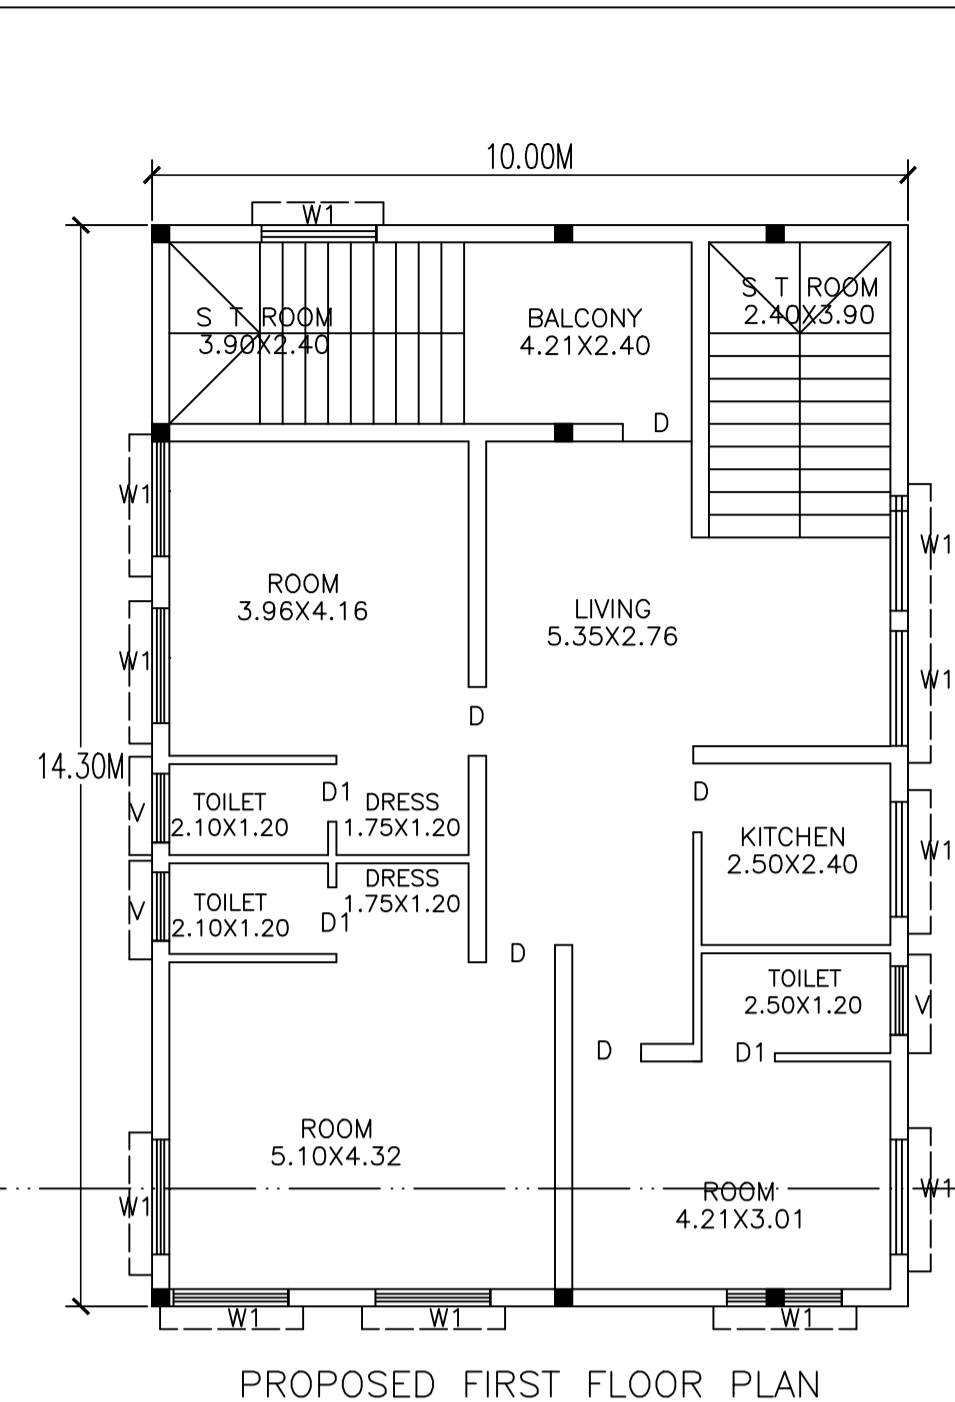 10.00M
W1
S T ROOM
2.40X3.90
S T ROOM
3.90X2.40
BALCONY
4.21X2.40
D
W1
W1
ROOM
3.96X4.16
LIVING
5.35X2.76
W1
W1
D
14.30M
TOILET
2.10X1.20
D1
DRESS
1.75X1.20
D
V
KITCHEN
2.50X2.40
W1
DRESS
1.75X1.20
TOILET
2.10X1.20
V
D1
D
TOILET
2.50X1.20
V
D
D1
ROOM
5.10X4.32
W1
ROOM
4.21X3.01
W1
W1
W1
W1
PROPOSED FIRST FLOOR PLAN